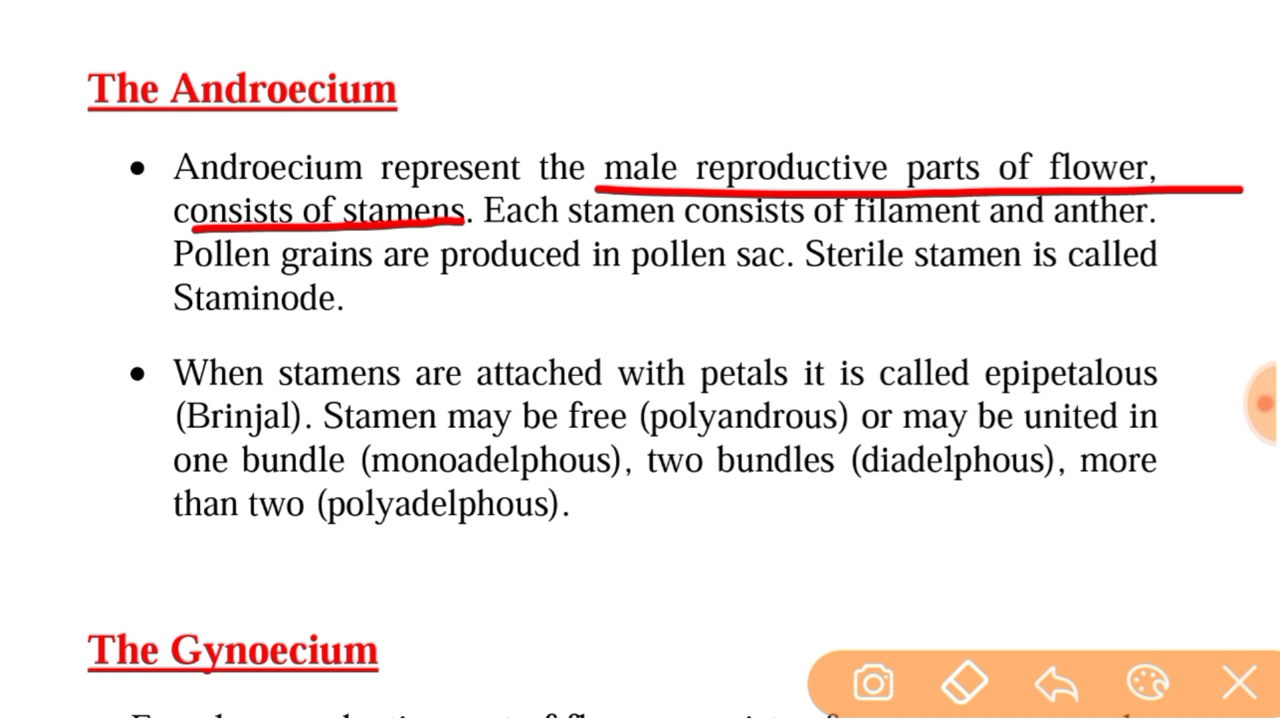 The Androecium
• Androecium represent the male reproductive parts of flower,
consists of stamens. Each stamen consists of filament and anther.
Pollen grains are produced in pollen sac. Sterile stamen is called
Staminode.
• When stamens are attached with petals it is called epipetalous
(Brinjal). Stamen may be free (polyandrous) or may be united in
one bundle (monoadelphous), two bundles (diadelphous), more
than two (polyadelphous).
The Gynoecium